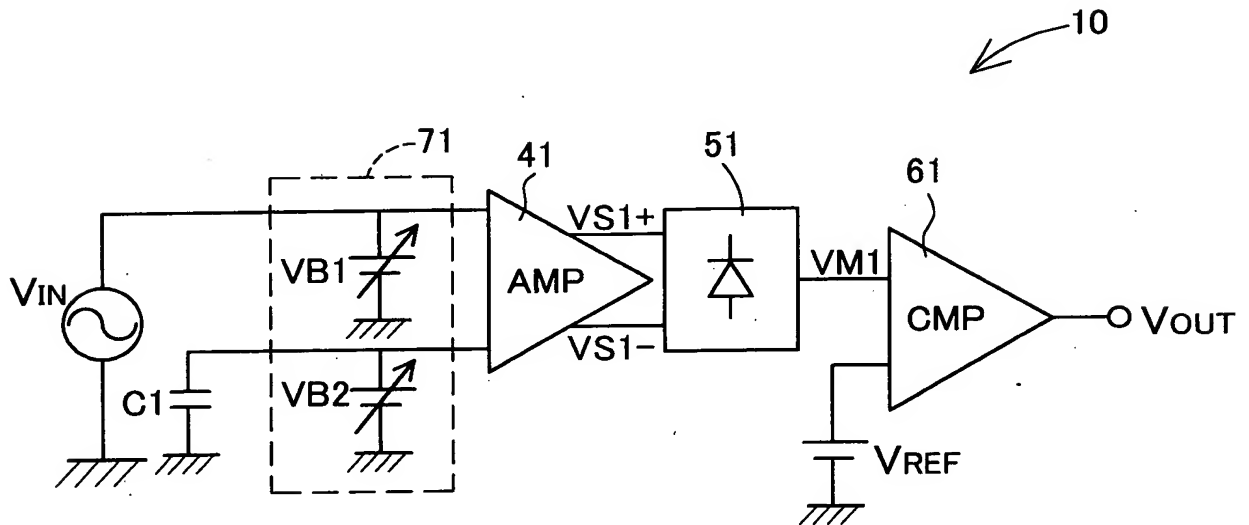 10
71
41
51
61
VS1+
VB1
AMP
VM1
CMP
VIN
VOUT
VS1-
VB2
C1
VREF